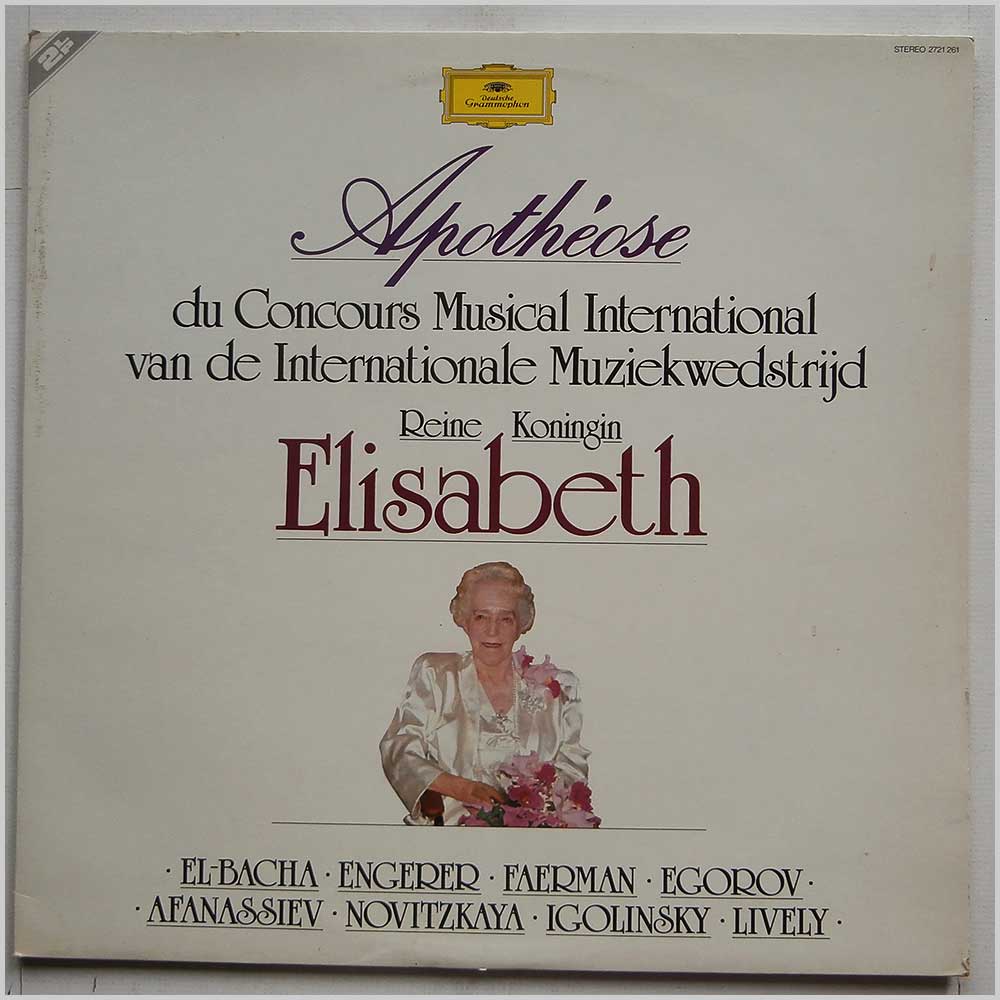 2LP
STEREO 2721 261
Deutsche
Grammophon
Apothéose
du Concours Musical International
van de Internationale Muziekwedstrijd
Reine Koningin
Elisabeth
· EL-BACHA · ENGERER · FAERMAN · EGOROV ·
· AFANASSIEV · NOVITZKAYA · IGOLINSKY · LIVELY ·